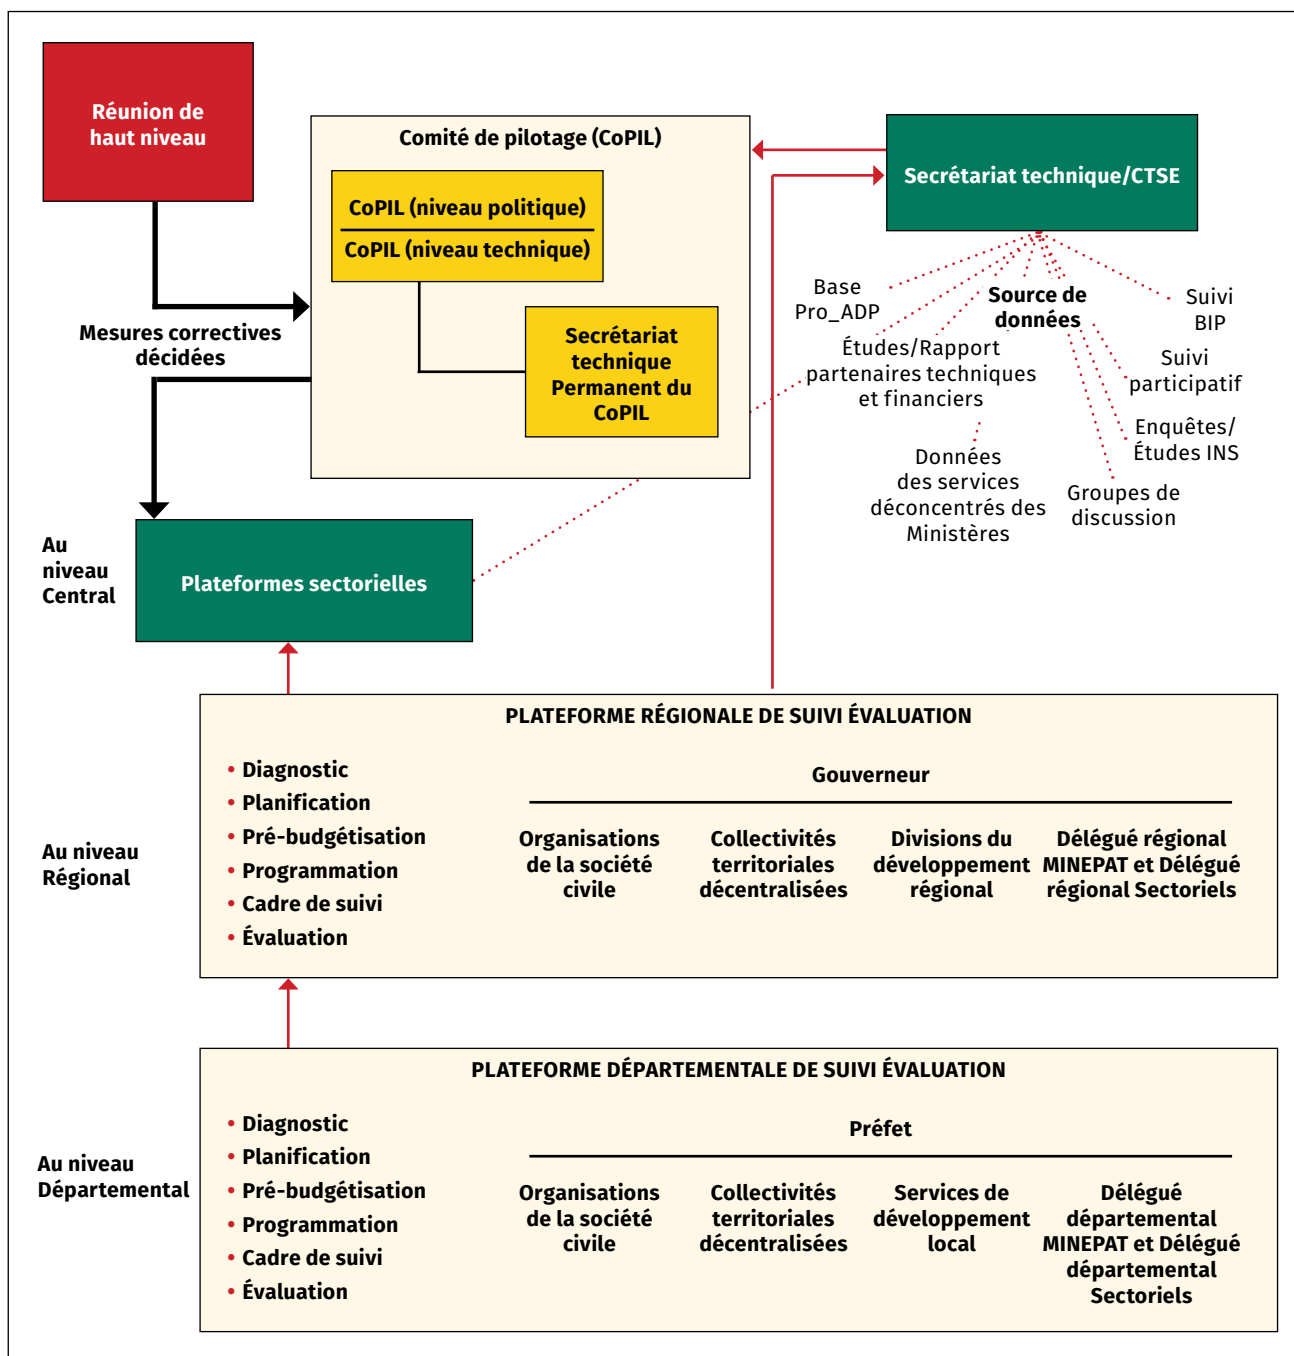 Réunion de
haut niveau
Comité de pilotage (CoPIL)
CoPIL (niveau politique)
CoPIL (niveau technique)
Secrétariat
technique
Permanent du
CoPIL
Secrétariat technique/CTSE
Mesures correctives
décidées
Base
Pro_ADP
Source de
données
Suivi
BIP
Études/Rapport
partenaires techniques
et financiers
Suivi
participatif
Données
des services
déconcentrés des
Ministères
Enquêtes/
Études INS
Groupes de
discussion
Au
niveau
Central
Plateformes sectorielles
PLATEFORME RÉGIONALE DE SUIVI ÉVALUATION
Au niveau
Régional
• Diagnostic
• Planification
• Pré-budgétisation
• Programmation
• Cadre de suivi
• Évaluation
Gouverneur
Organisations
de la société
civile
Collectivités
territoriales
décentralisées
Divisions du
développement
régional
Délégué régional
MINEPAT et Délégué
régional Sectoriels
PLATEFORME DÉPARTEMENTALE DE SUIVI ÉVALUATION
Au niveau
Départemental
• Diagnostic
• Planification
• Pré-budgétisation
• Programmation
• Cadre de suivi
• Évaluation
Préfet
Organisations
de la société
civile
Collectivités
territoriales
décentralisées
Services de
développement
local
Délégué
départemental
MINEPAT et Délégué
départemental
Sectoriels